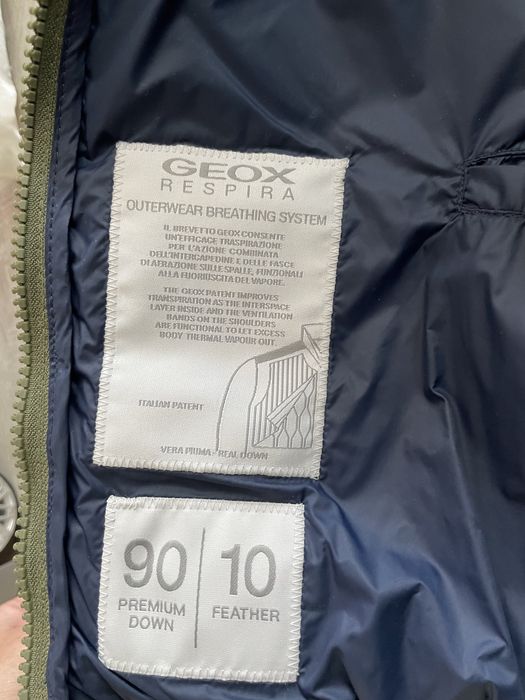 GEOX
RESPIRA
OUTERWEAR BREATHING SYSTEM
IL BREVETTO GEOX CONSENTE
UN'EFFICACE TRASPIRAZIONE
PER L'AZIONE COMBINATA
DELL'INTERCAPEDINE E DELLE FASCE
DI AFRAZIONE SULLE SPALLE, FUNZIONALI
ALLA FUORIUSCITA DEL VAPORE.
THE GEOX PATENT IMPROVES
TRANSPIRATION AS THE INTERSPACE
LAYER INSIDE AND THE VENTILATION
BANDS ON THE SHOULDERS
ARE FUNCTIONAL TO LET EXCESS
BODY THERMAL VAPOUR OUT.
ITALIAN PATENT
VERA PIUMA - REAL DOWN
90
PREMIUM
DOWN
10
FEATHER